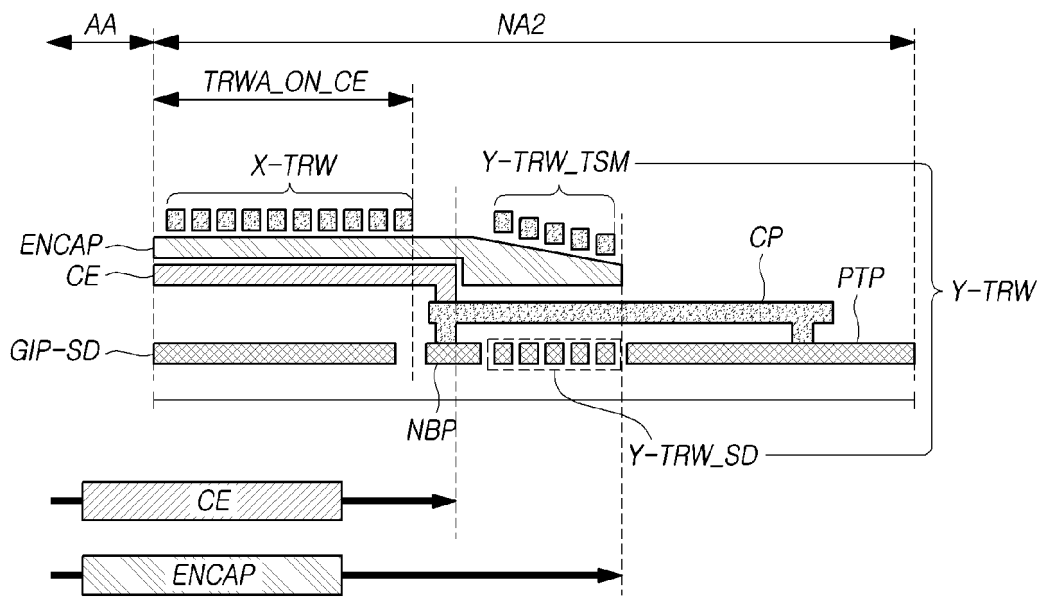 AA
NA2
TRWA_ON_CE
X-TRW
Y-TRW_TSM
ENCAP
CE
CP
PTP
Y-TRW
GIP-SD
NBP
Y-TRW_SD
CE
ENCAP